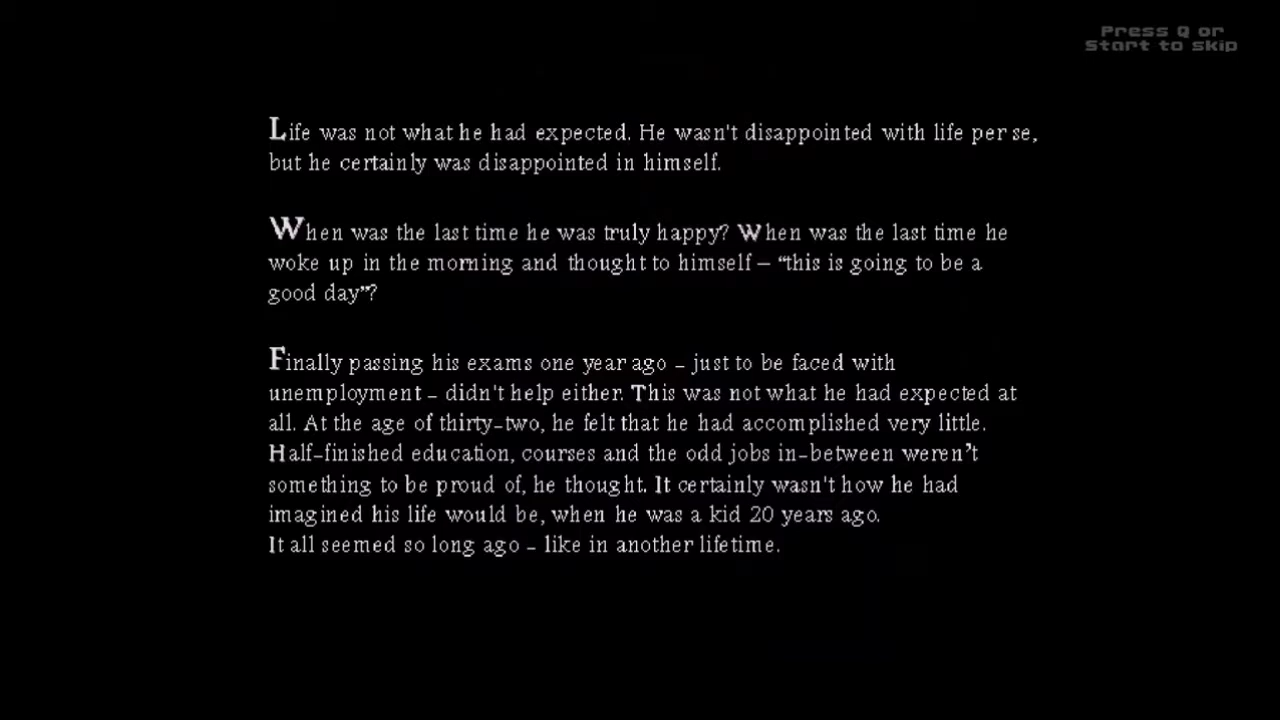 Press Q or
Start to skip
Life was not what he had expected. He wasn't disappointed with life per se,
but he certainly was disappointed in himself.
When was the last time he was truly happy? When was the last time he
woke up in the morning and thought to himself – “this is going to be a
good day”?
Finally passing his exams one year ago – just to be faced with
unemployment – didn't help either. This was not what he had expected at
all. At the age of thirty-two, he felt that he had accomplished very little.
Half-finished education, courses and the odd jobs in-between weren’t
something to be proud of, he thought. It certainly wasn't how he had
imagined his life would be, when he was a kid 20 years ago.
It all seemed so long ago – like in another lifetime.